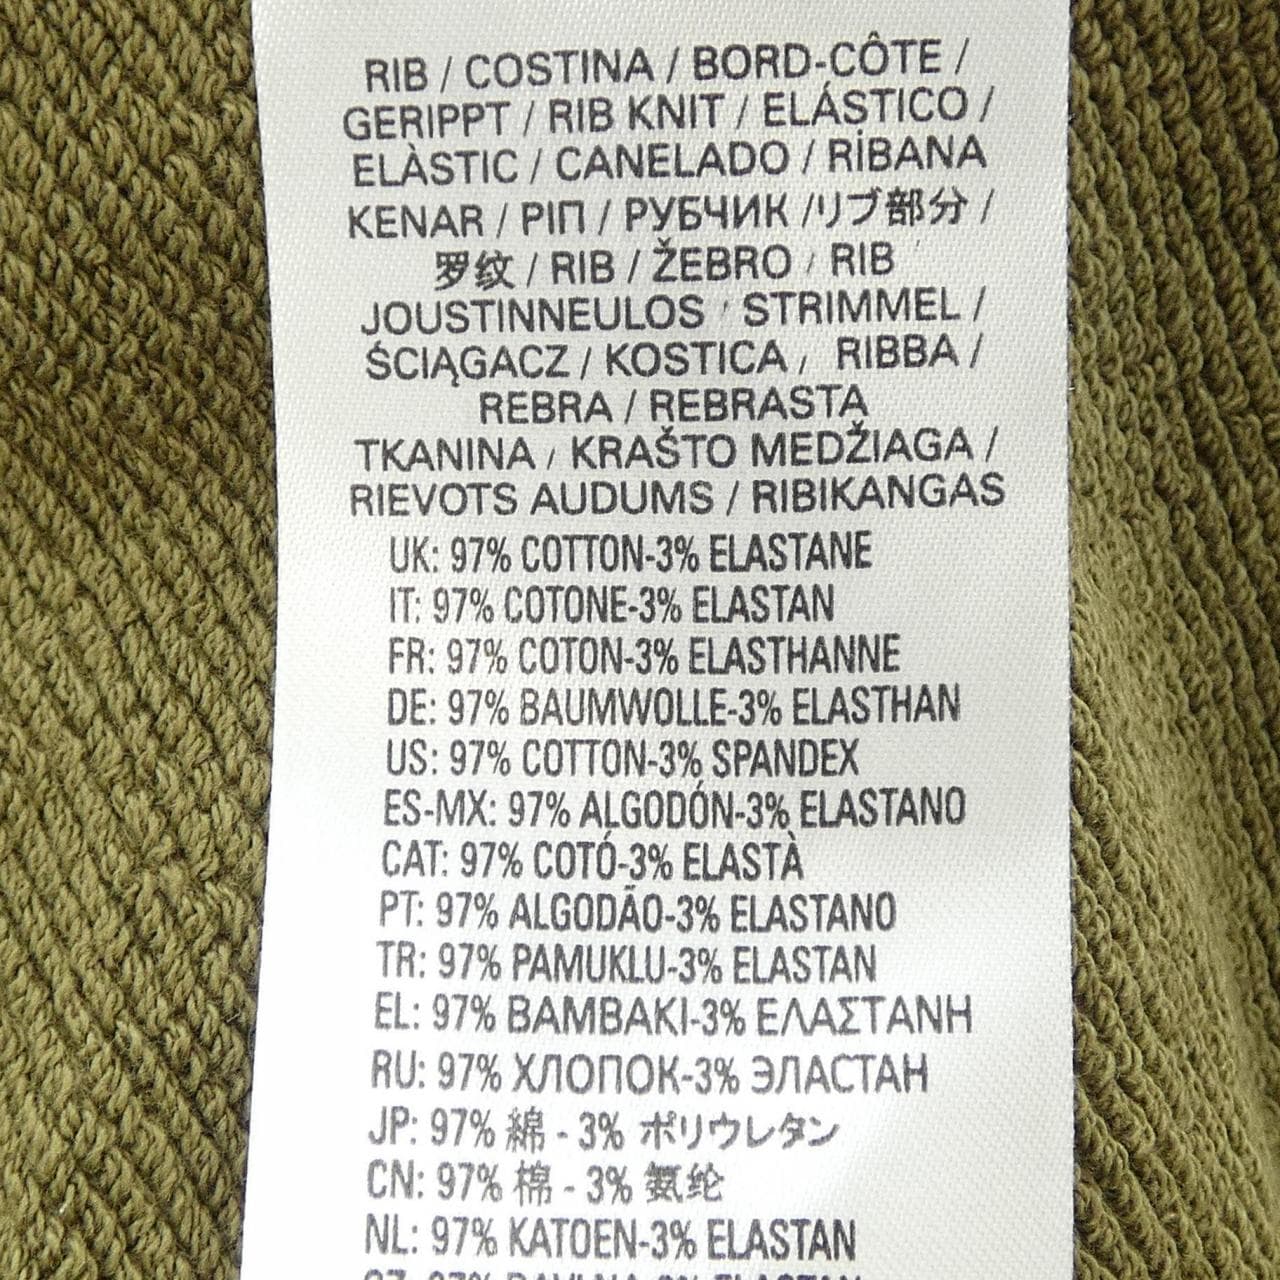 RIB / COSTINA / BORD-CÔTE /
GERIPPT / RIB KNIT / ELÁSTICO /
ELÀSTIC / CANELADO / RİBANA
KENAR / ΡΙΠ / РУБЧИК /リブ部分 /
罗纹 / RIB / ŽEBRO / RIB
JOUSTINNEULOS / STRIMMEL /
ŚCIĄGACZ / KOSTICA / RIBBA /
REBRA / REBRASTA
TKANINA / KRAŠTO MEDŽIAGA /
RIEVOTS AUDUMS / RIBIKANGAS
UK: 97% COTTON-3% ELASTANE
IT: 97% COTONE-3% ELASTAN
FR: 97% COTON-3% ELASTHANNE
DE: 97% BAUMWOLLE-3% ELASTHAN
US: 97% COTTON-3% SPANDEX
ES-MX: 97% ALGODÓN-3% ELASTANO
CAT: 97% COTÓ-3% ELASTÀ
PT: 97% ALGODÃO-3% ELASTANO
TR: 97% PAMUKLU-3% ELASTAN
EL: 97% ΒΑΜΒΑΚΙ-3% ΕΛΑΣΤΑΝΗ
RU: 97% ХЛОПОК-3% ЭЛАСТАН
JP: 97% 綿 - 3% ポリウレタン
CN: 97% 棉 - 3% 氨纶
NL: 97% KATOEN-3% ELASTAN